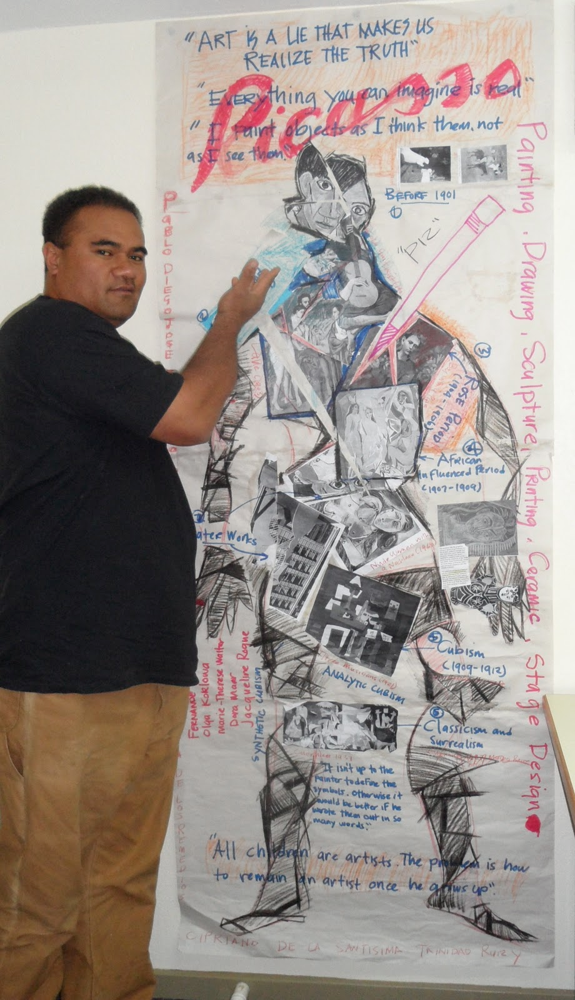 "ART IS A LIE THAT MAKES US
REALIZE THE TRUTH"
Picasso
"Everything you can imagine is real"
"I paint objects as I think them, not
as I see them."
BEFORE 1901
①
"PIZ"
Painting. Drawing, Sculpture, Printing. Ceramic, Stage Design
PABLO DIEGO JOSE
③
ROSE PERIOD
(1904-1906)
④
AFRICAN
Influenced Period
(1907-1909)
Later Works
Nude Woman with
a Necklace
⑤ Cubism
(1909-1912)
Musicians
ANALYTIC CUBISM
FERNANDE
Olga Koklowa
Marie-Therese Walter
Dora Maar
Jacqueline Roque
SYNTHETIC CUBISM
Classicism and
Surrealism
"It isn't up to the
painter to define the
symbols. Otherwise it
would be better if he
wrote them out in so
many words."
"All children are artists. The problem is how
to remain an artist once he grows up".
DE LOS
CIPRIANO DE LA SANTISIMA TRINIDAD RUIZ Y